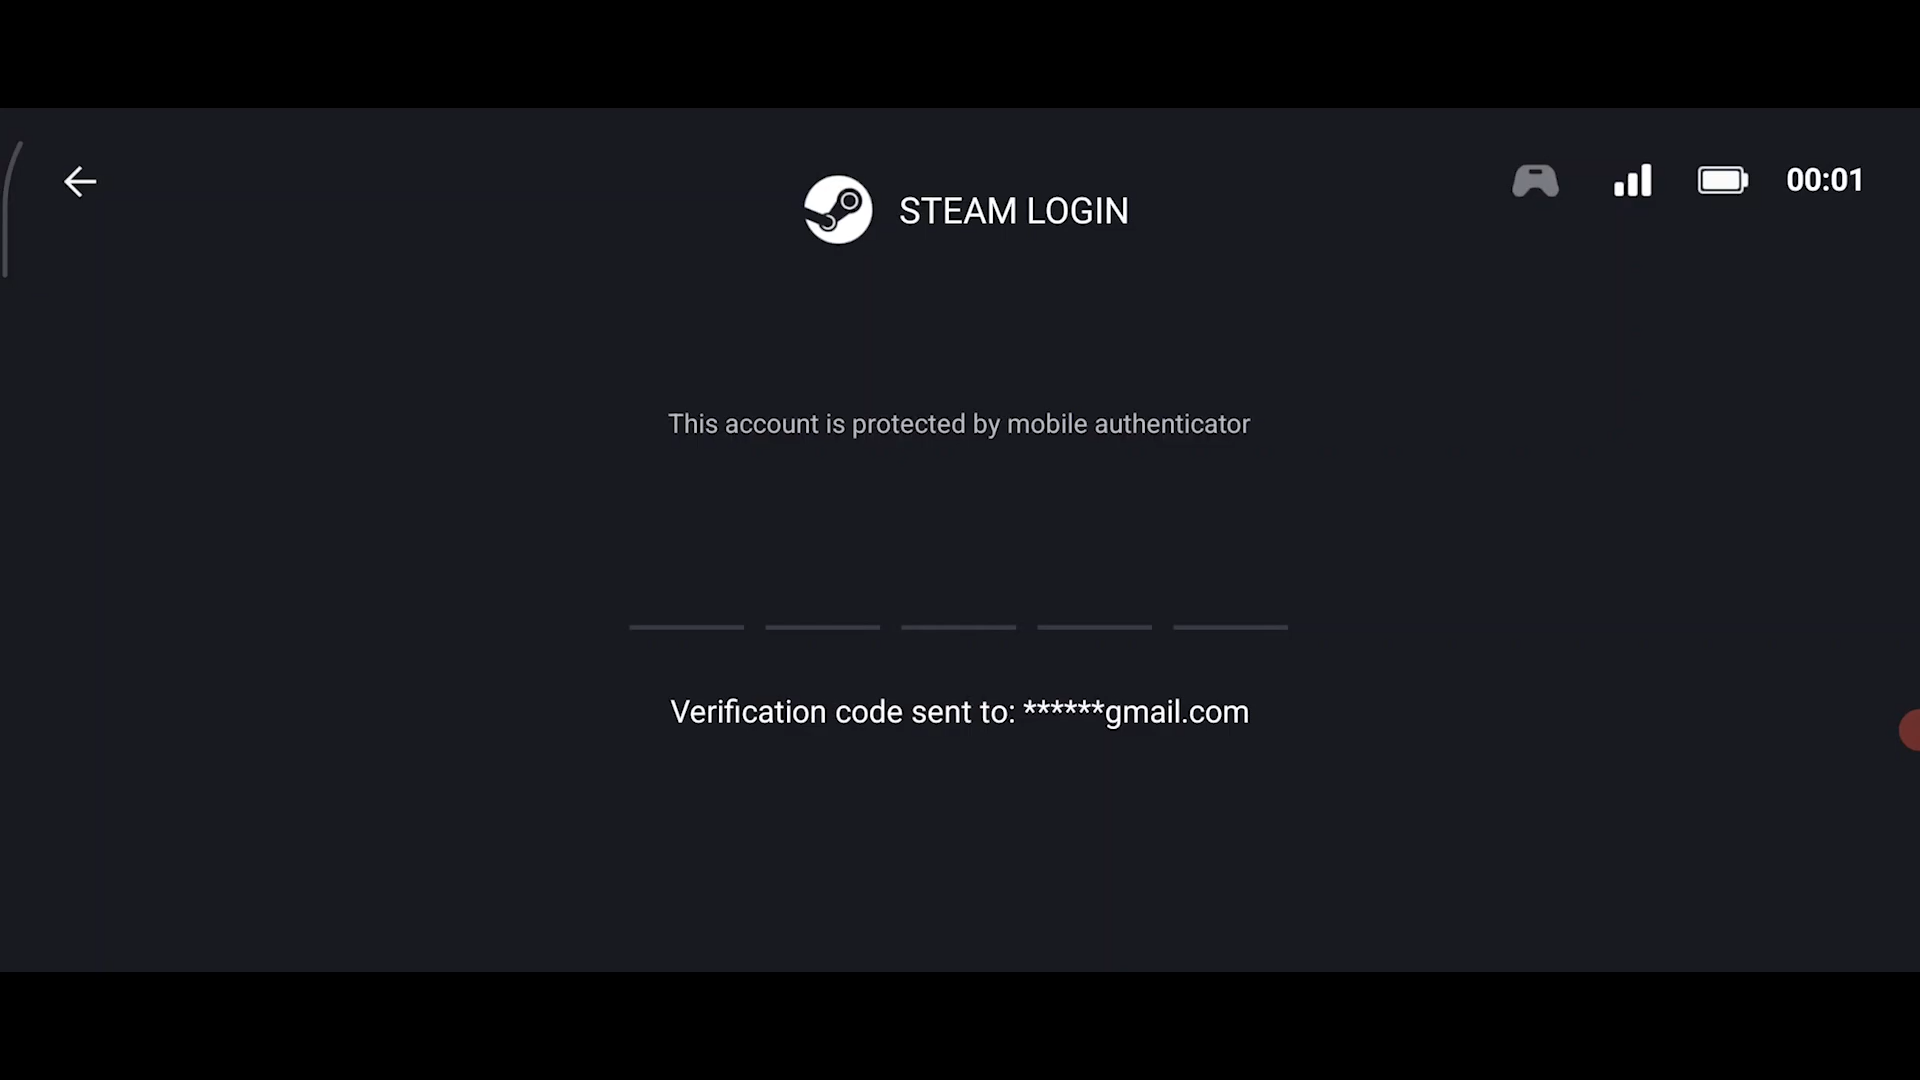 00:01
STEAM LOGIN
This account is protected by mobile authenticator
Verification code sent to: ******gmail.com